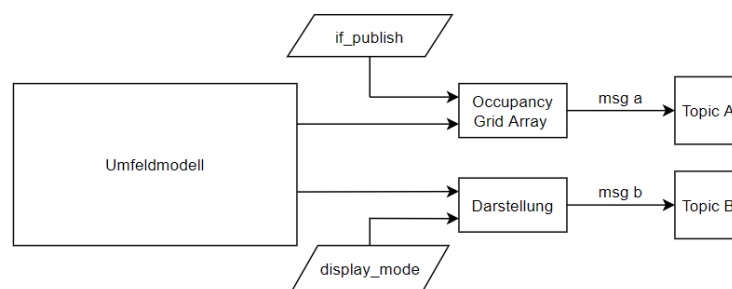 if_publish
Umfeldmodell
Occupancy
Grid Array
msg a
Topic A
Darstellung
msg b
Topic B
display_mode